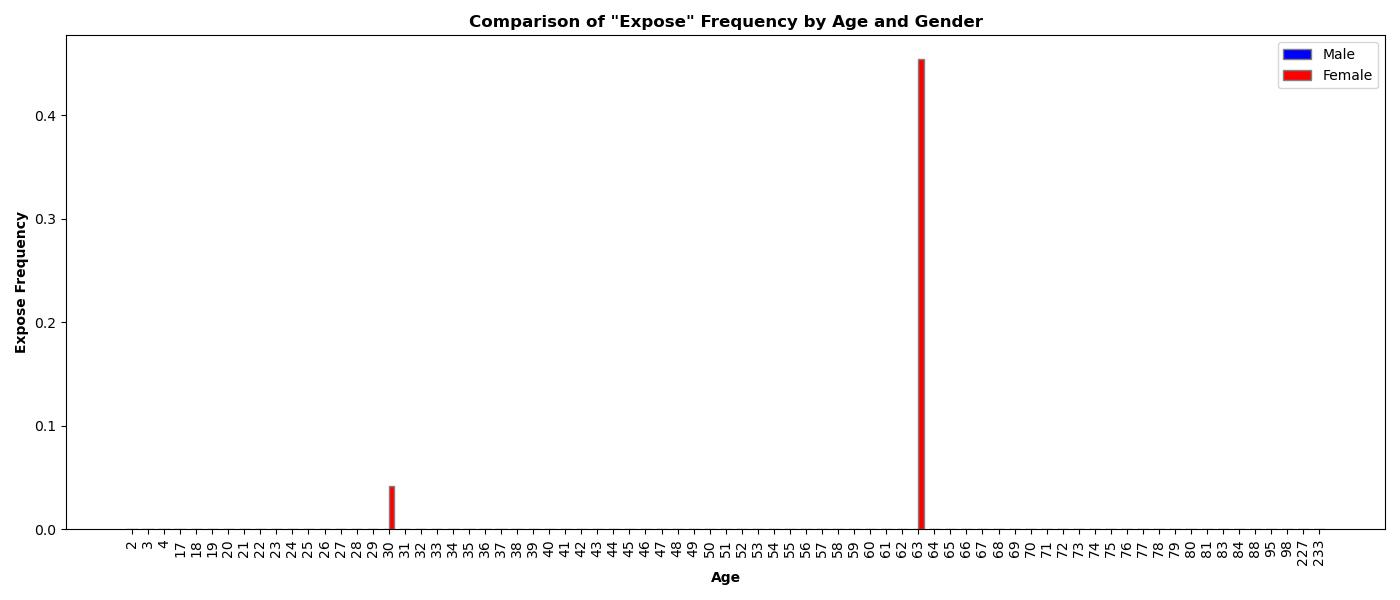 Comparison of "Expose" Frequency by Age and Gender
Male
Female
0.4
0.3
0.2
0.1
0.0
Expose Frequency
2 3 4 17 18 19 20 21 22 23 24 25 26 27 28 29 30 31 32 33 34 35 36 37 38 39 40 41 42 43 44 45 46 47 48 49 50 51 52 53 54 55 56 57 58 59 60 61 62 63 64 65 66 67 68 69 70 71 72 73 74 75 76 77 78 79 80 81 83 84 88 95 98 227 233
Age